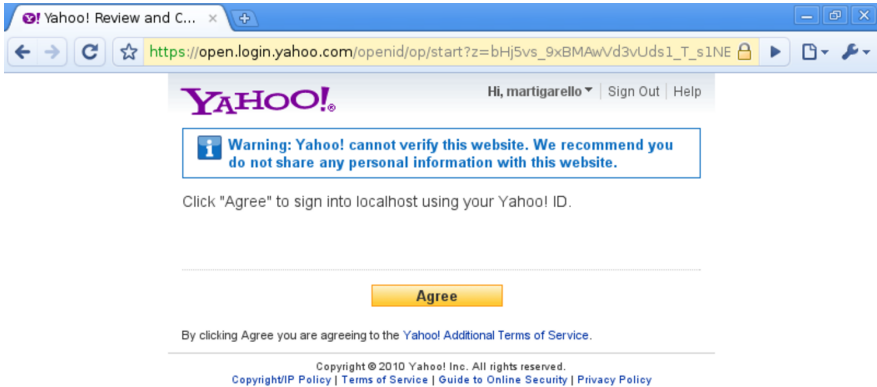 Yahoo! Review and C...
https://open.login.yahoo.com/openid/op/start?z=bHj5vs_9xBMAwVd3vUds1_T_s1NE
YAHOO!®
Hi, martigarello | Sign Out | Help
Warning: Yahoo! cannot verify this website. We recommend you
do not share any personal information with this website.
Click "Agree" to sign into localhost using your Yahoo! ID.
Agree
By clicking Agree you are agreeing to the Yahoo! Additional Terms of Service.
Copyright © 2010 Yahoo! Inc. All rights reserved.
Copyright/IP Policy | Terms of Service | Guide to Online Security | Privacy Policy